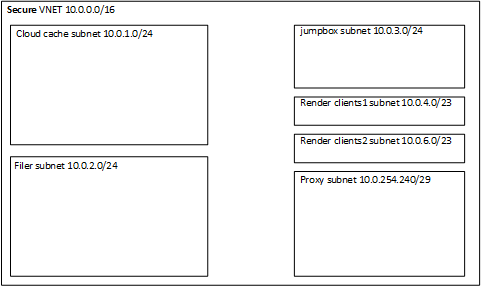 Secure VNET 10.0.0.0/16
Cloud cache subnet 10.0.1.0/24
Filer subnet 10.0.2.0/24
jumpbox subnet 10.0.3.0/24
Render clients1 subnet 10.0.4.0/23
Render clients2 subnet 10.0.6.0/23
Proxy subnet 10.0.254.240/29